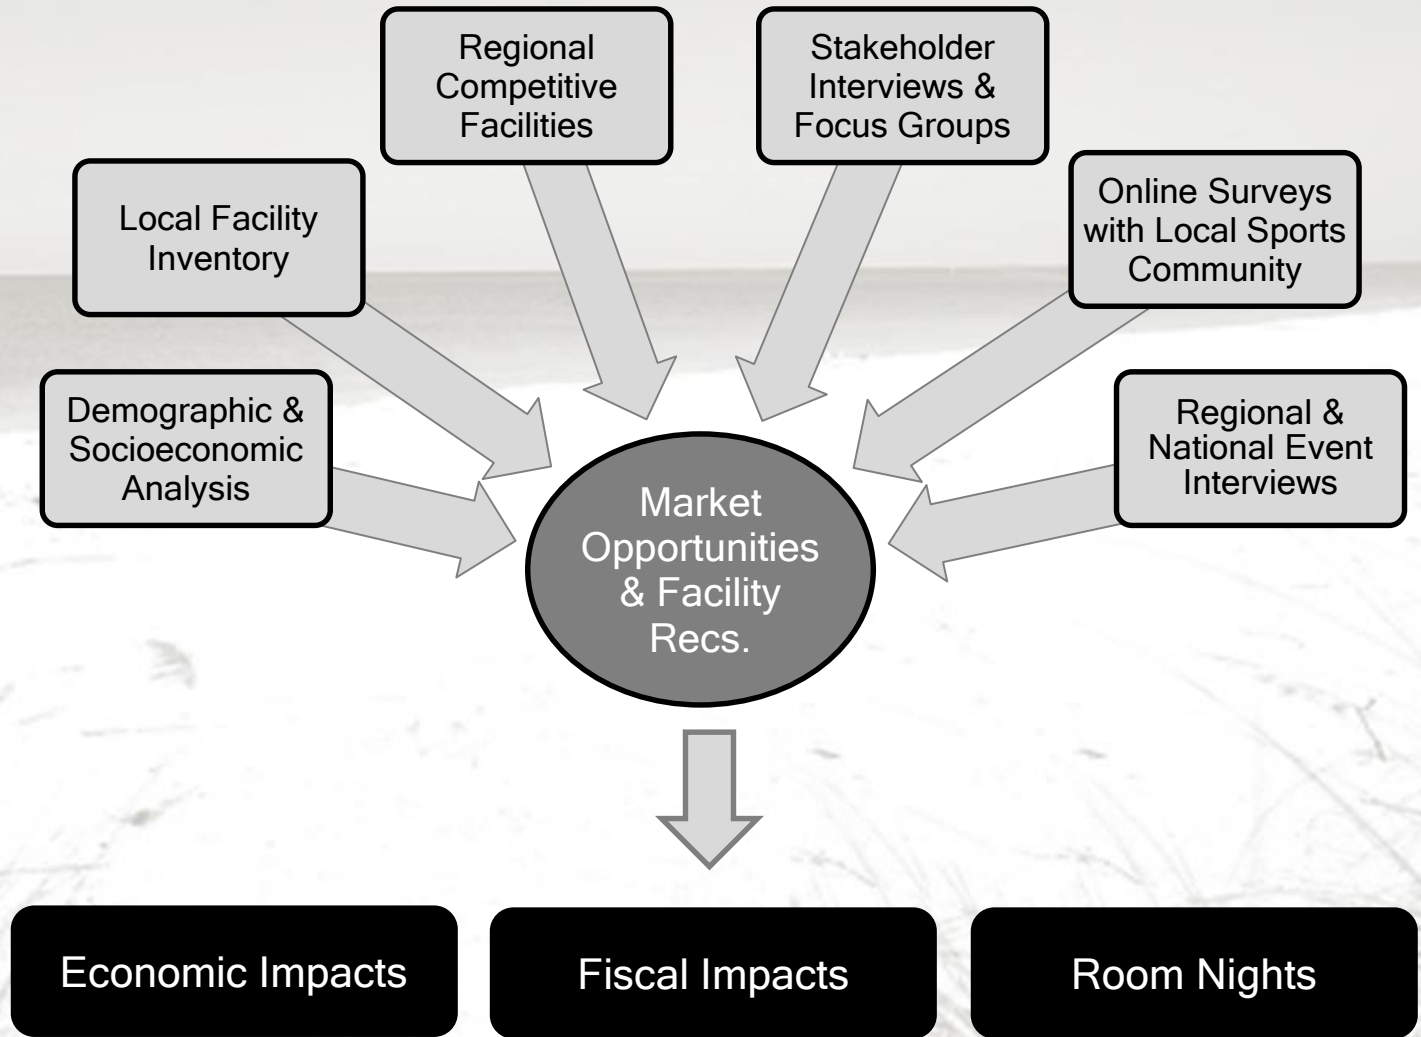 Regional
Competitive
Facilities
Stakeholder
Interviews &
Focus Groups
Local Facility
Inventory
Online Surveys
with Local Sports
Community
Demographic &
Socioeconomic
Analysis
Regional &
National Event
Interviews
Market
Opportunities
& Facility
Recs.
Economic Impacts
Fiscal Impacts
Room Nights